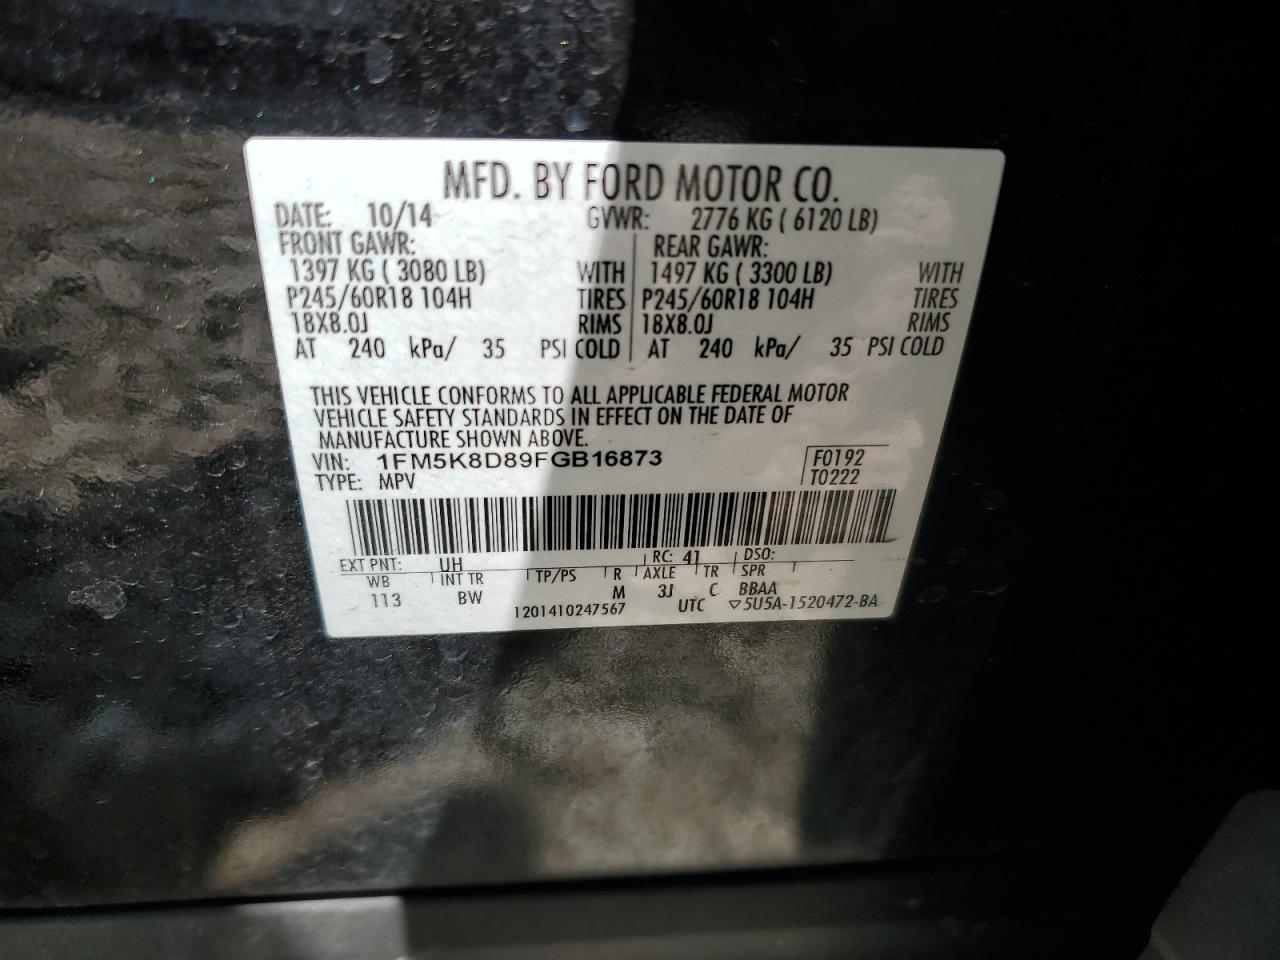 MFD. BY FORD MOTOR CO.
DATE: 10/14 GVWR: 2776 KG ( 6120 LB)
FRONT GAWR: REAR GAWR:
1397 KG ( 3080 LB) WITH 1497 KG ( 3300 LB) WITH
P245/60R18 104H TIRES P245/60R18 104H TIRES
18X8.0J RIMS 18X8.0J RIMS
AT 240 kPa/ 35 PSI COLD AT 240 kPa/ 35 PSI COLD
THIS VEHICLE CONFORMS TO ALL APPLICABLE FEDERAL MOTOR
VEHICLE SAFETY STANDARDS IN EFFECT ON THE DATE OF
MANUFACTURE SHOWN ABOVE.
VIN: 1FM5K8D89FGB16873 F0192
TYPE: MPV T0222
EXT PNT: UH RC: 41 DSO:
WB INT TR TP/PS R AXLE TR SPR
113 BW M 3J C BBAA
1201410247567 UTC ▽5U5A-1520472-BA